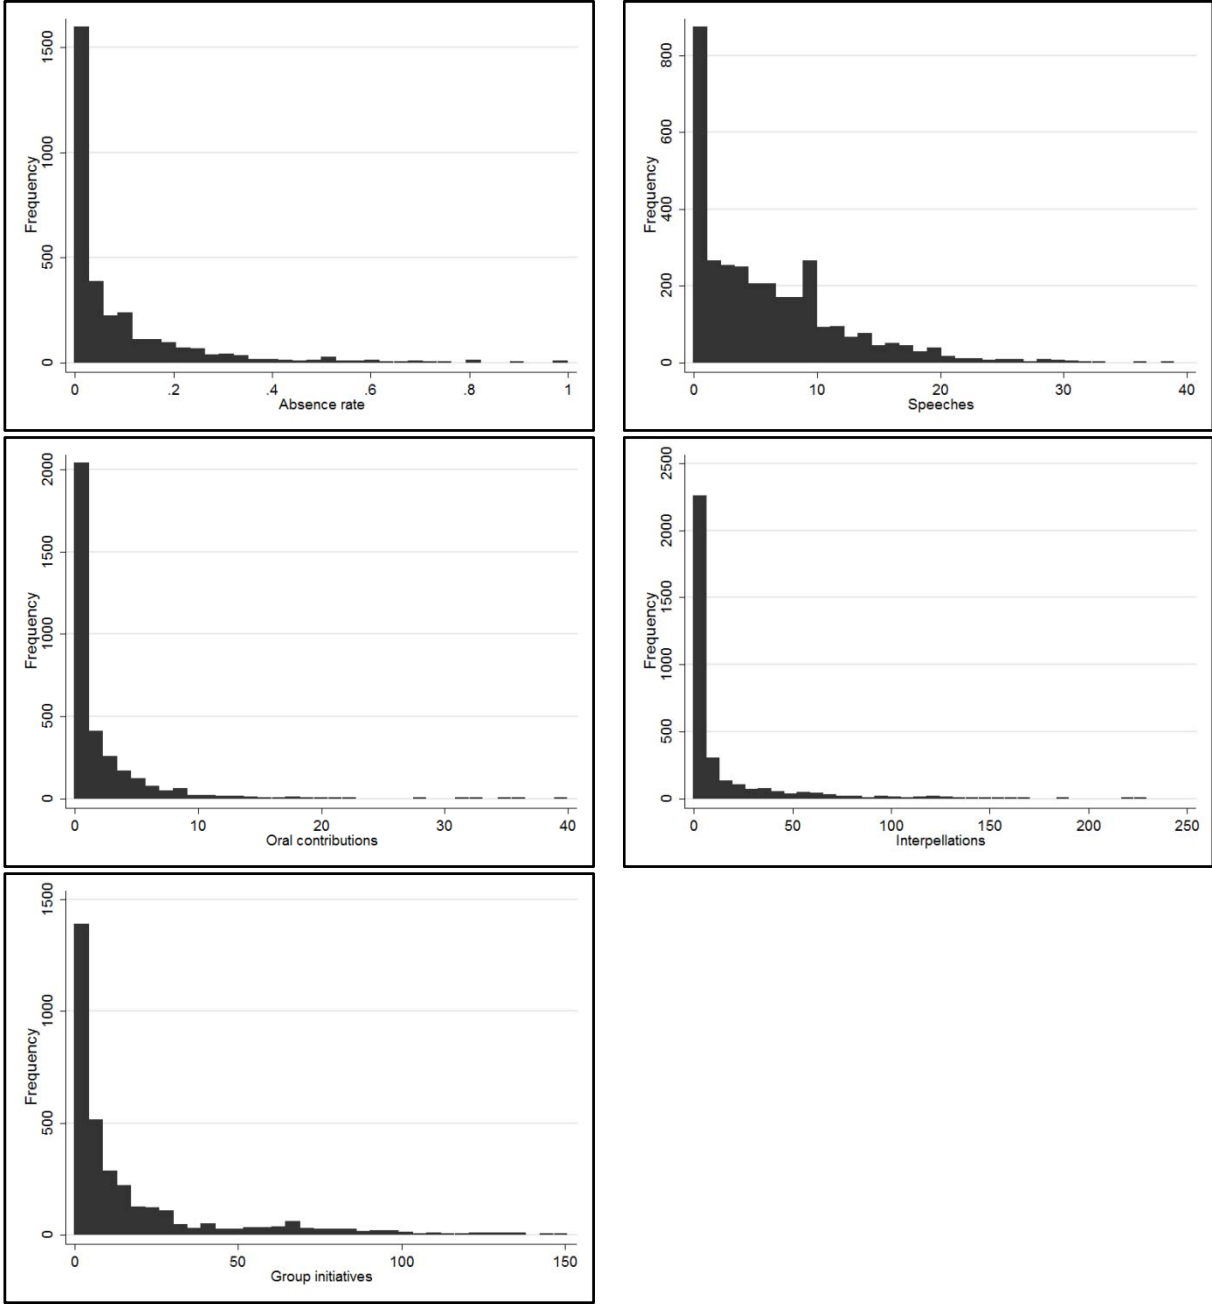 1500
1000
500
0
Frequency
0 .2 .4 .6 .8 1
Absence rate
800
600
400
200
0
Frequency
0 10 20 30 40
Speeches
2000
1500
1000
500
0
Frequency
0 10 20 30 40
Oral contributions
2500
2000
1500
1000
500
0
Frequency
0 50 100 150 200 250
Interpellations
1500
1000
500
0
Frequency
0 50 100 150
Group initiatives